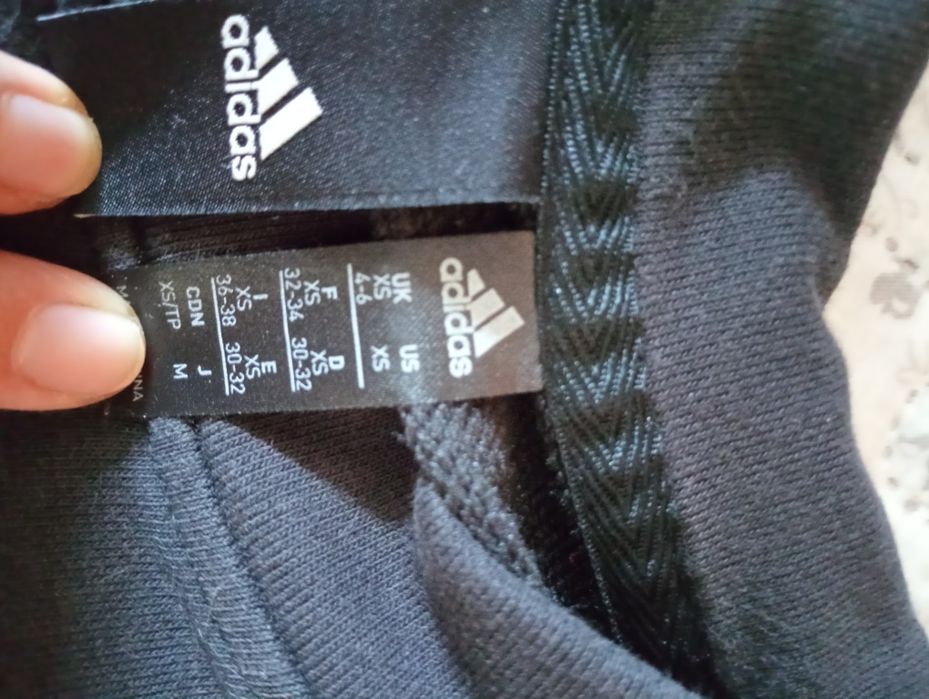 adidas
adidas
UK US
XS XS
4-6
F D
XS XS
32-34 30-32
I E
XS XS
36-38 30-32
CDN J
XS/TP M